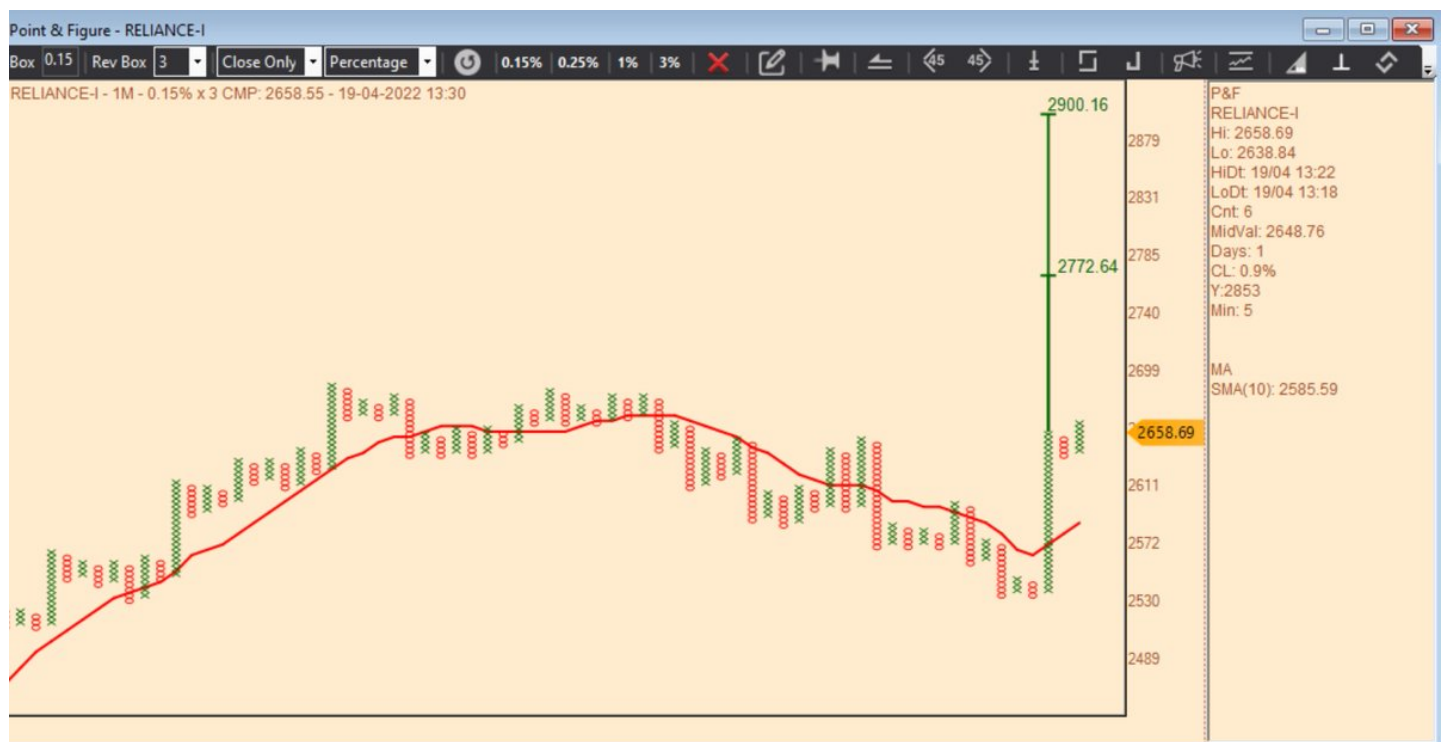 Point & Figure - RELIANCE-I
Box 0.15 Rev Box 3 Close Only Percentage 0.15% 0.25% 1% 3% 45 45
RELIANCE-I - 1M - 0.15% x 3 CMP: 2658.55 - 19-04-2022 13:30
2900.16
2879
2831
2785
2772.64
2740
2699
2658.69
2611
2572
2530
2489
P&F
RELIANCE-I
Hi: 2658.69
Lo: 2638.84
HiDt: 19/04 13:22
LoDt: 19/04 13:18
Cnt: 6
MidVal: 2648.76
Days: 1
CL: 0.9%
Y:2853
Min: 5
MA
SMA(10): 2585.59